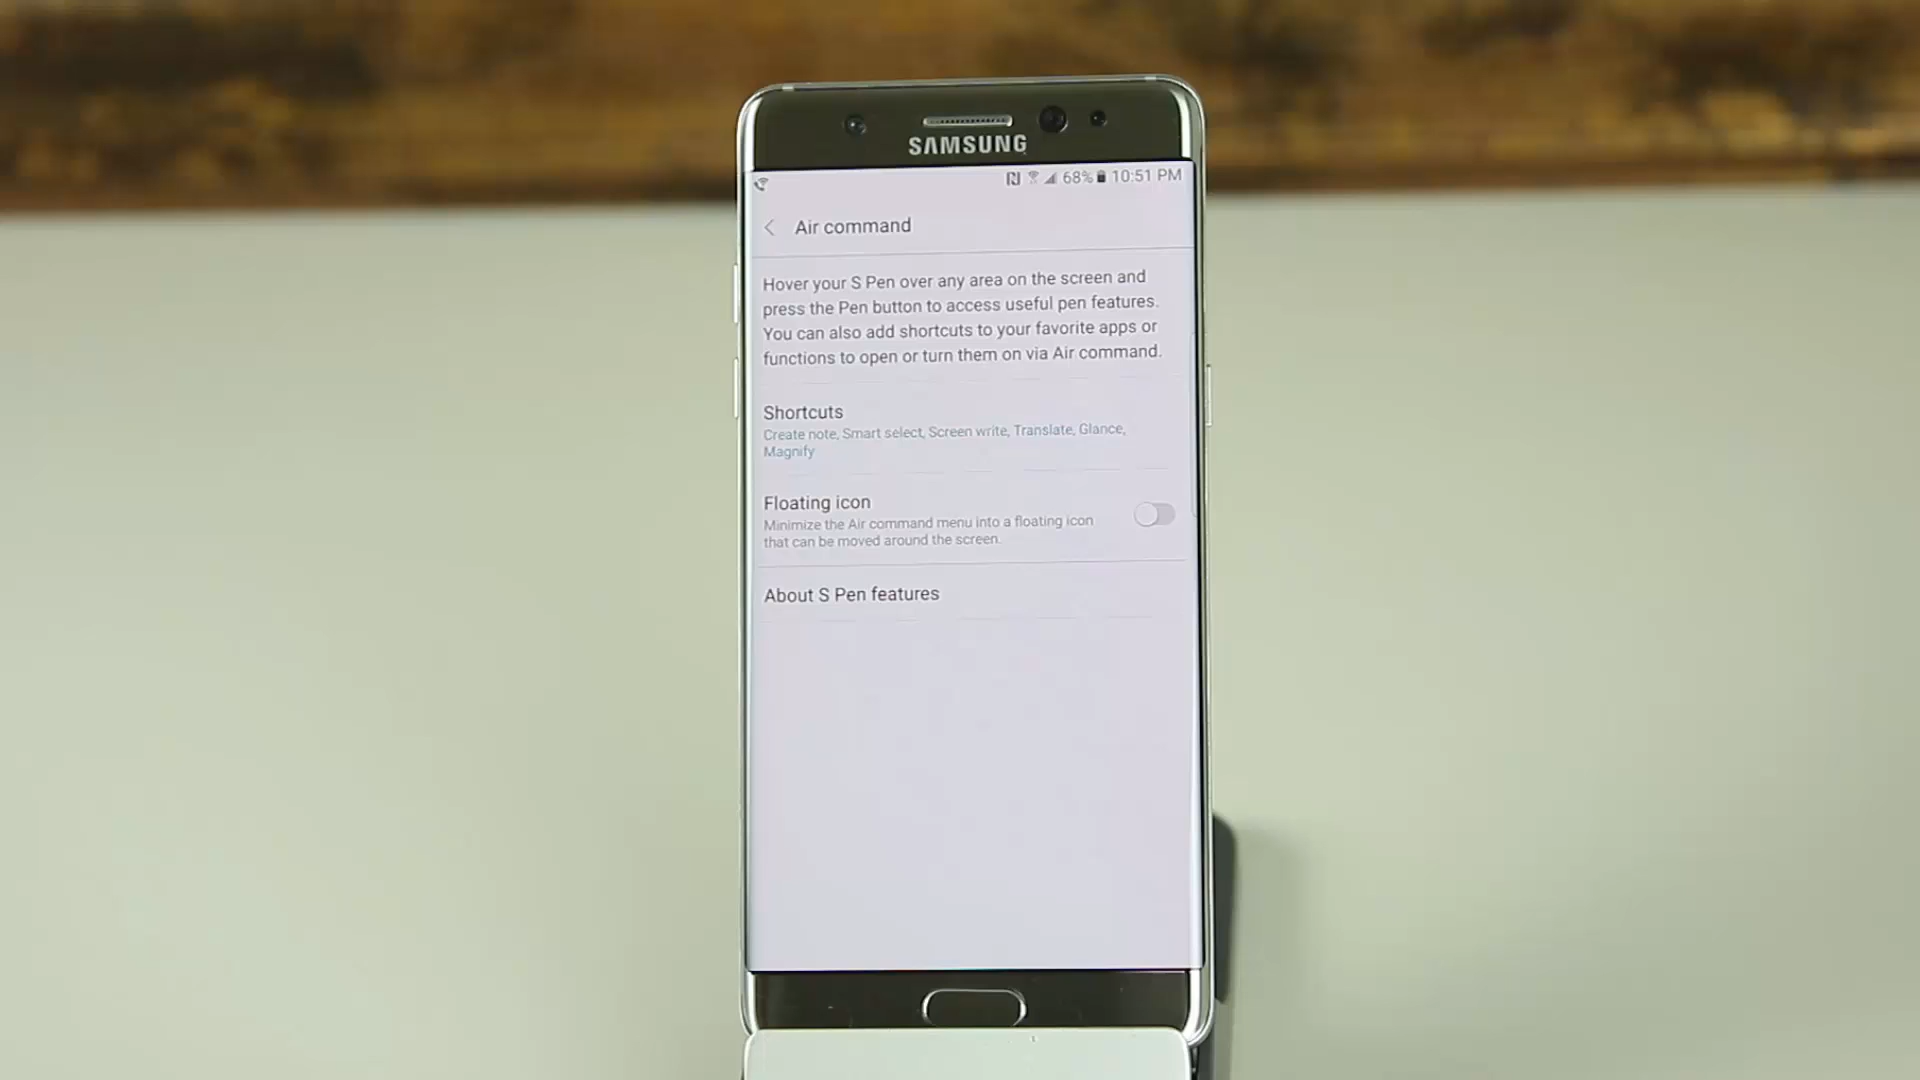 SAMSUNG
68% 10:51 PM
Air command
Hover your S Pen over any area on the screen and
press the Pen button to access useful pen features.
You can also add shortcuts to your favorite apps or
functions to open or turn them on via Air command.
Shortcuts
Create note, Smart select, Screen write, Translate, Glance,
Magnify
Floating icon
Minimize the Air command menu into a floating icon
that can be moved around the screen.
About S Pen features